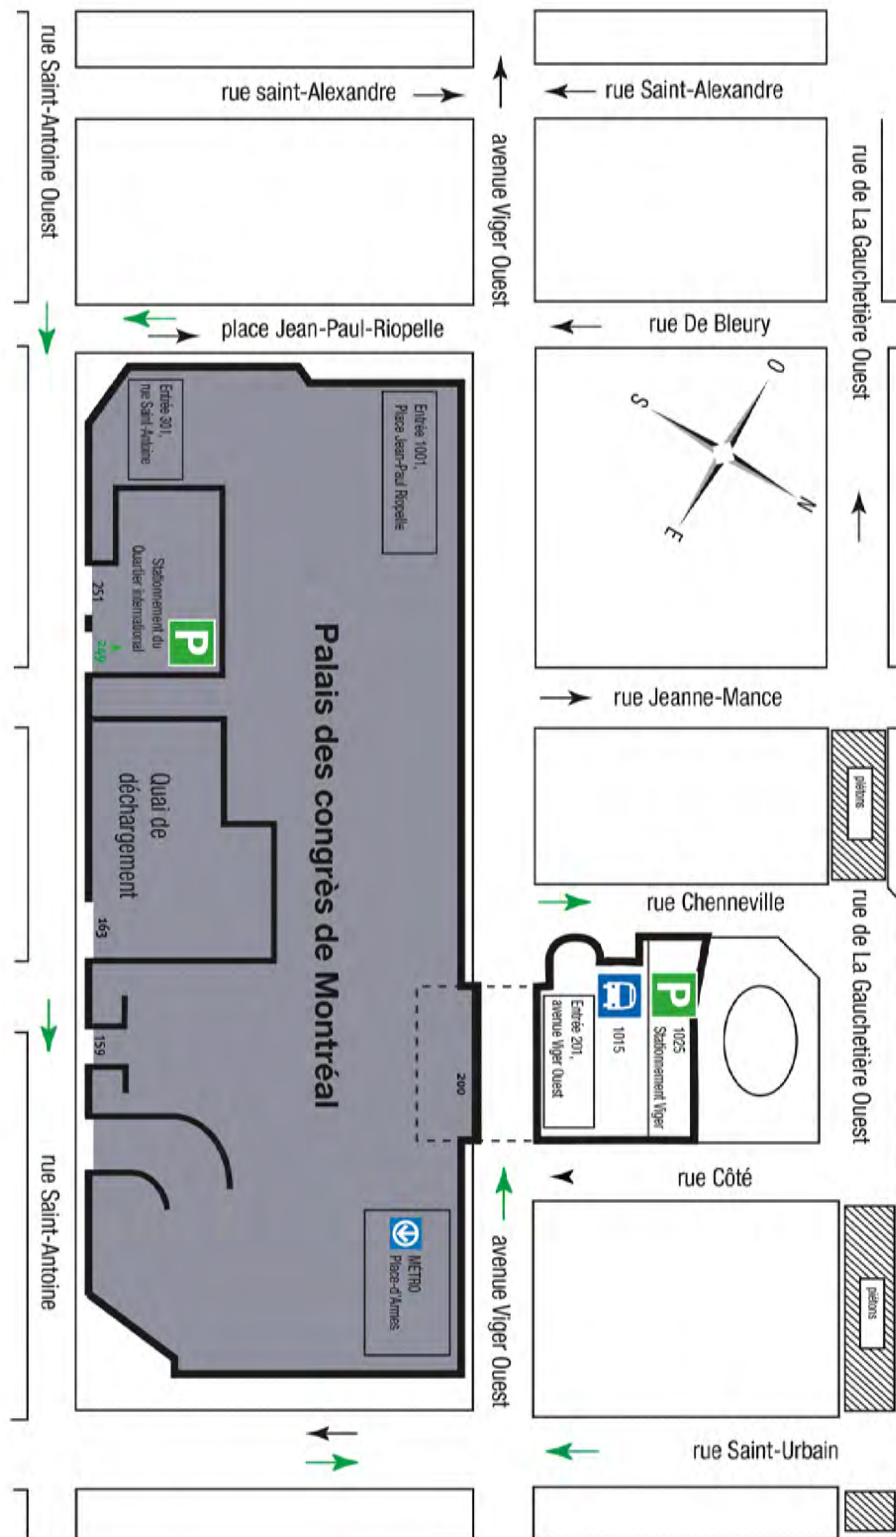 rue saint-Alexandre
rue Saint-Alexandre
rue Saint-Antoine Ouest
avenue Viger Ouest
rue de La Gauchetière Ouest
place Jean-Paul-Riopelle
rue De Bleury
O
S
N
E
Entrée 301,
rue Saint-Antoine
Entrée 1001,
Place Jean-Paul Riopelle
Stationnement du
Quartier international
P
251
249
Palais des congrès de Montréal
rue Jeanne-Mance
piétons
Quai de
déchargement
163
rue Chenneville
rue de La Gauchetière Ouest
P
1025
Stationnement Viger
1015
Entrée 201,
avenue Viger Ouest
159
200
rue Côté
rue Saint-Antoine
MÉTRO
Place-d'Armes
avenue Viger Ouest
piétons
rue Saint-Urbain